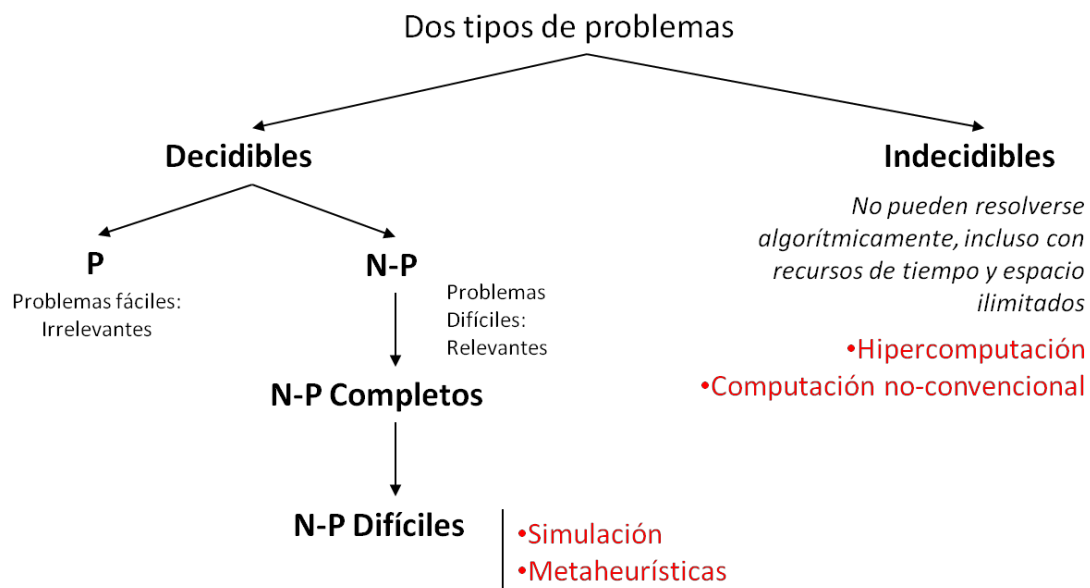 Dos tipos de problemas
Decidibles
Indecidibles
No pueden resolverse
algorítmicamente, incluso con
recursos de tiempo y espacio
ilimitados
•Hipercomputación
•Computación no-convencional
P
Problemas fáciles:
Irrelevantes
N-P
Problemas
Difíciles:
Relevantes
N-P Completos
N-P Difíciles
•Simulación
•Metaheurísticas